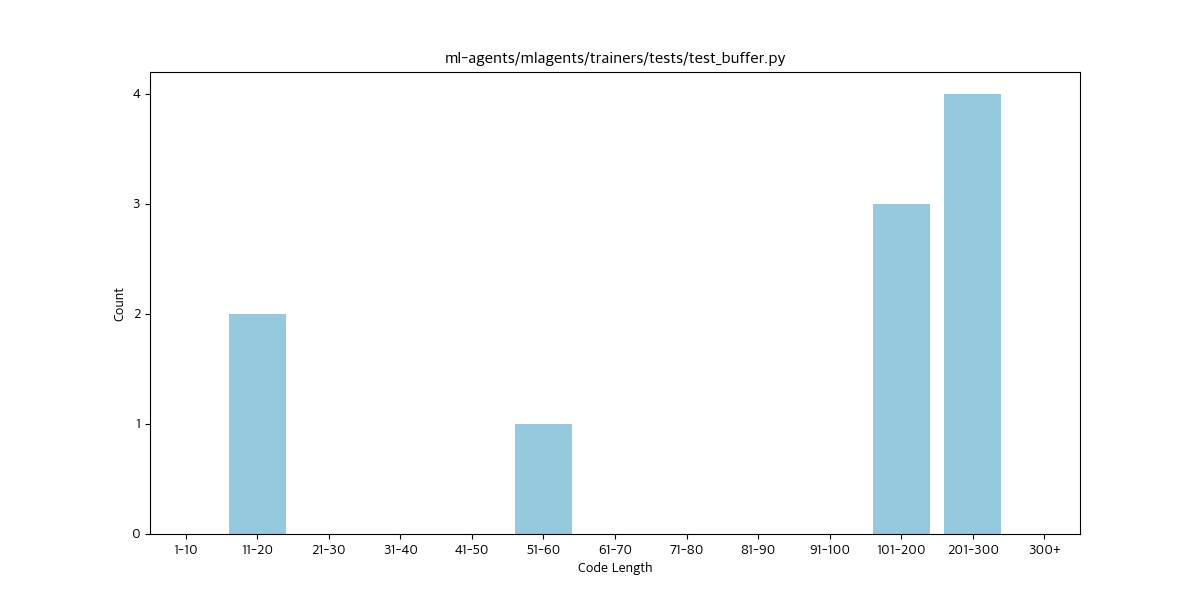 ml-agents/mlagents/trainers/tests/test_buffer.py
4
3
2
1
0
Count
1-10 11-20 21-30 31-40 41-50 51-60 61-70 71-80 81-90 91-100 101-200 201-300 300+
Code Length